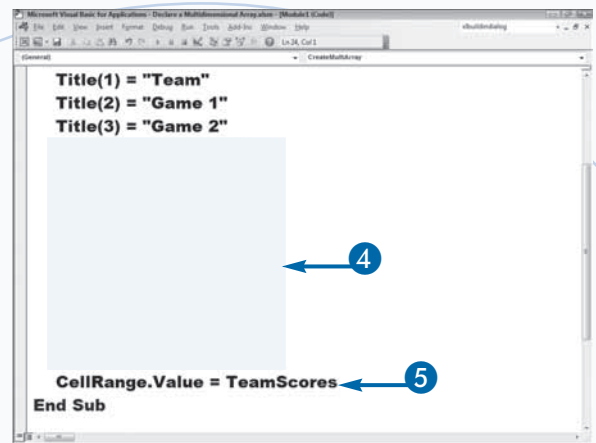 Microsoft Visual Basic for Applications - Declare a Multidimensional Array.xlsm - [Module1 (Code)]
File Edit View Insert Format Debug Run Tools Add-Ins Window Help
Ln 24, Col 1
(General) CreateMultiArray
Title(1) = "Team"
Title(2) = "Game 1"
Title(3) = "Game 2"
4
CellRange.Value = TeamScores
5
End Sub